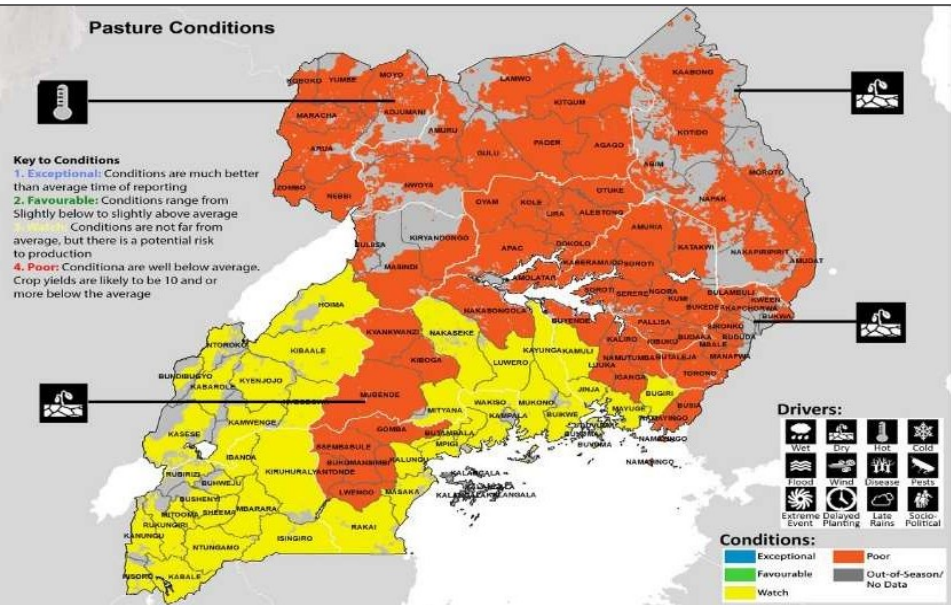 Pasture Conditions
KOBOKO
YUMBE
MOYO
LAMWO
KAABONG
MARACHA
ADJUMANI
KITGUM
KOTIDO
AMURU
ARUA
GULU
PADER
AGAGO
ABIM
MOROTO
ZOMBO
NEBBI
NWOYA
OTUKE
NAPAK
OYAM
KOLE
LIRA
ALEBTONG
BULIISA
KIRYANDONGO
AMURIA
APAC
DOKOLO
KATAKWI
NAKAPIRIPIRIT
AMUDAT
MASINDI
KABERAMAIDO
SOROTI
AMOLATAR
Key to Conditions
1. Exceptional: Conditions are much better
than average time of reporting
2. Favourable: Conditions range from
Slightly below to slightly above average
3. Watch: Conditions are not far from
average, but there is a potential risk
to production
4. Poor: Conditiona are well below average.
Crop yields are likely to be 10 and or
more below the average
HOIMA
SOROTI
SERERE
NGORA
KUMI
BULAMBULI
BUKEDEA
KAPCHORWA
KWEEN
BUKWA
NAKASONGOLA
BUYENDE
PALLISA
SIRONKO
NTOROKO
KYANKWANZI
NAKASEKE
KALIRO
KIBUKU
BUDAKA
MBALE
BUDUDA
KIBAALE
KIBOGA
KAYUNGA
KAMULI
NAMUTUMBA
BUTALEJA
MANAFWA
BUNDIBUGYO
LUWERO
LUUKA
KABAROLE
KYENJOJO
IGANGA
TORORO
MUBENDE
JINJA
BUGIRI
KAMWENGE
MITYANA
WAKISO
MUKONO
MAYUGE
BUSIA
KASESE
KAMPALA
BUIKWE
NAMAYINGO
GOMBA
BUTAMBALA
MPIGI
BUVUMA
NAMAYINGO
IBANDA
SSEMBABULE
KALUNGU
RUBIRIZI
KIRUHURA
LYANTONDE
BUKOMANSIMBI
KALANGALA
NAMAYINGO
BUHWEJU
BUSHENYI
LWENGO
MASAKA
KALANGALA
KALANGALA
MITOOMA
SHEEMA
MBARARA
RUKUNGIRI
RAKAI
KANUNGU
NTUNGAMO
ISINGIRO
KISORO
KABALE
Drivers:
Wet
Dry
Hot
Cold
Flood
Wind
Disease
Pests
Extreme Event
Delayed Planting
Late Rains
Socio-Political
Conditions:
Exceptional
Poor
Favourable
Out-of-Season/
No Data
Watch